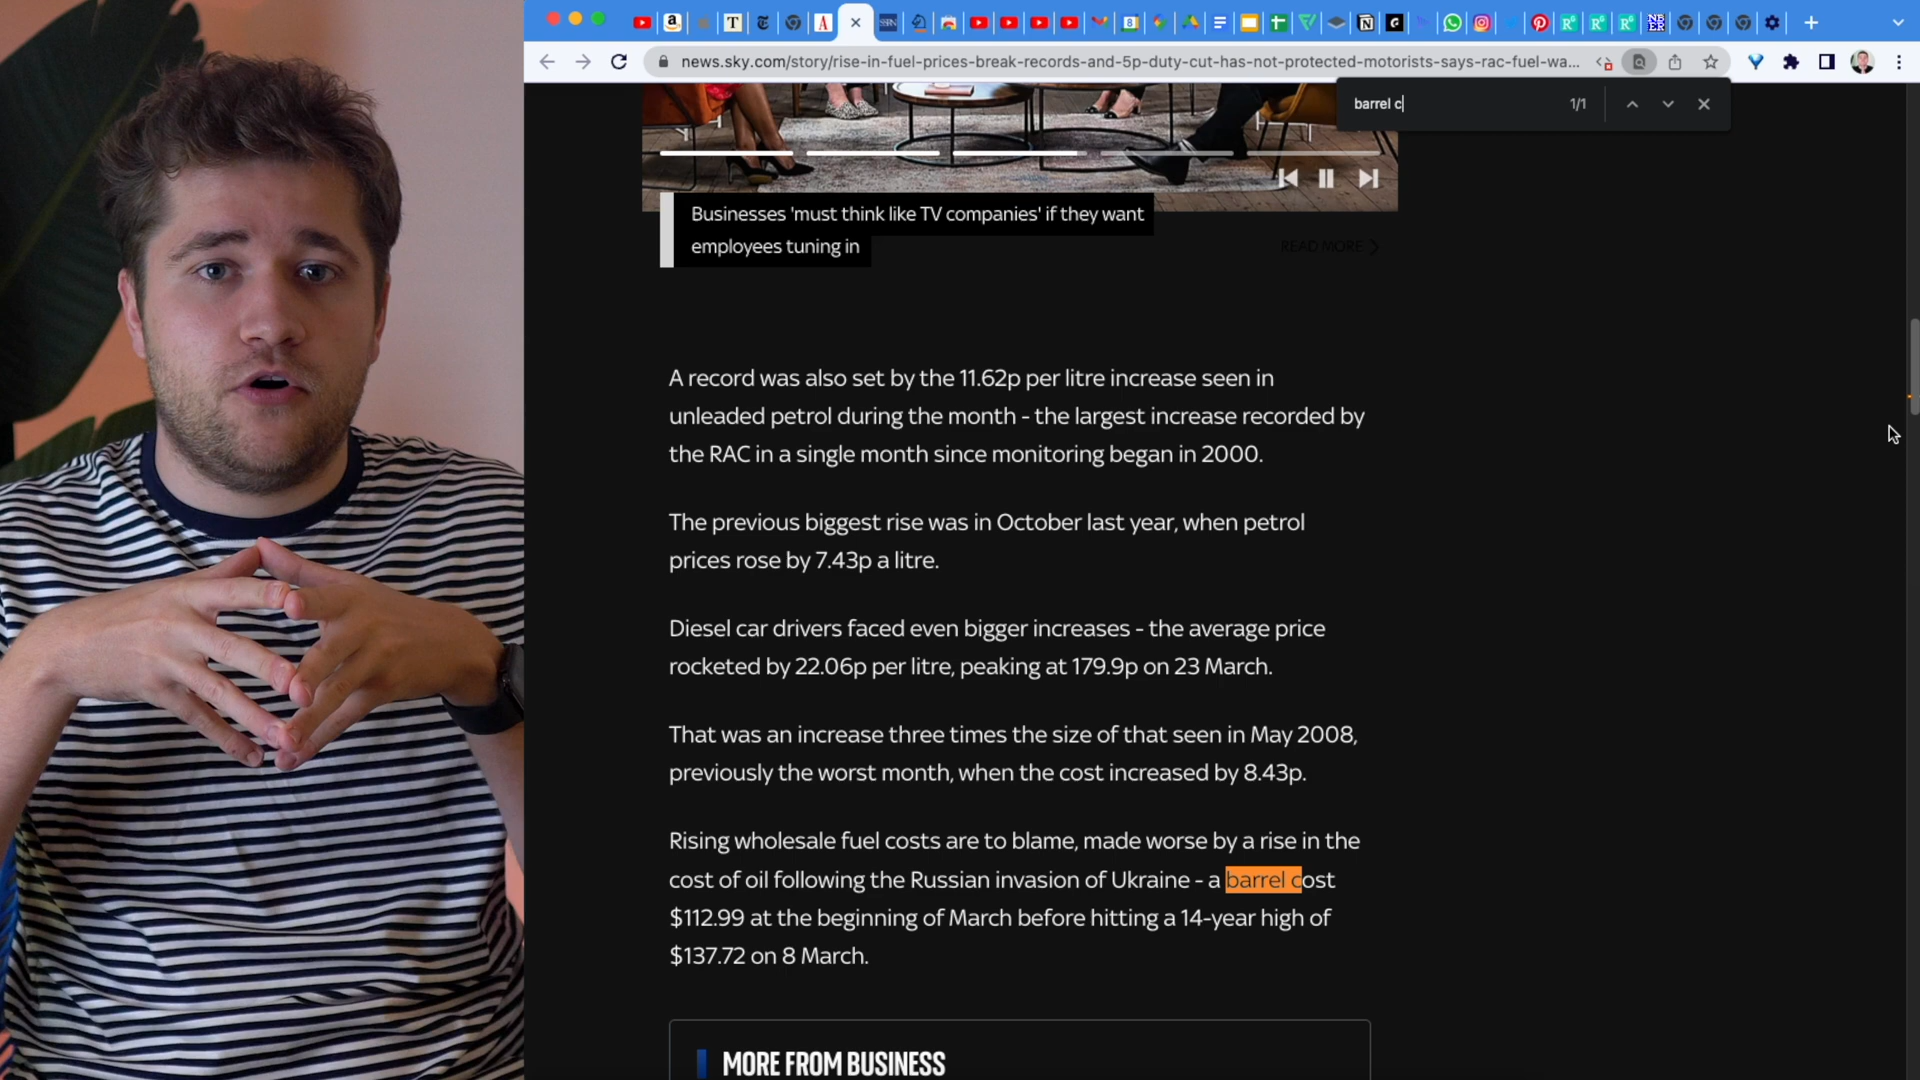 news.sky.com/story/rise-in-fuel-prices-break-records-and-5p-duty-cut-has-not-protected-motorists-says-rac-fuel-wa...
barrel c
1/1
Businesses 'must think like TV companies' if they want
employees tuning in
READ MORE
A record was also set by the 11.62p per litre increase seen in
unleaded petrol during the month - the largest increase recorded by
the RAC in a single month since monitoring began in 2000.
The previous biggest rise was in October last year, when petrol
prices rose by 7.43p a litre.
Diesel car drivers faced even bigger increases - the average price
rocketed by 22.06p per litre, peaking at 179.9p on 23 March.
That was an increase three times the size of that seen in May 2008,
previously the worst month, when the cost increased by 8.43p.
Rising wholesale fuel costs are to blame, made worse by a rise in the
cost of oil following the Russian invasion of Ukraine - a barrel cost
$112.99 at the beginning of March before hitting a 14-year high of
$137.72 on 8 March.
MORE FROM BUSINESS